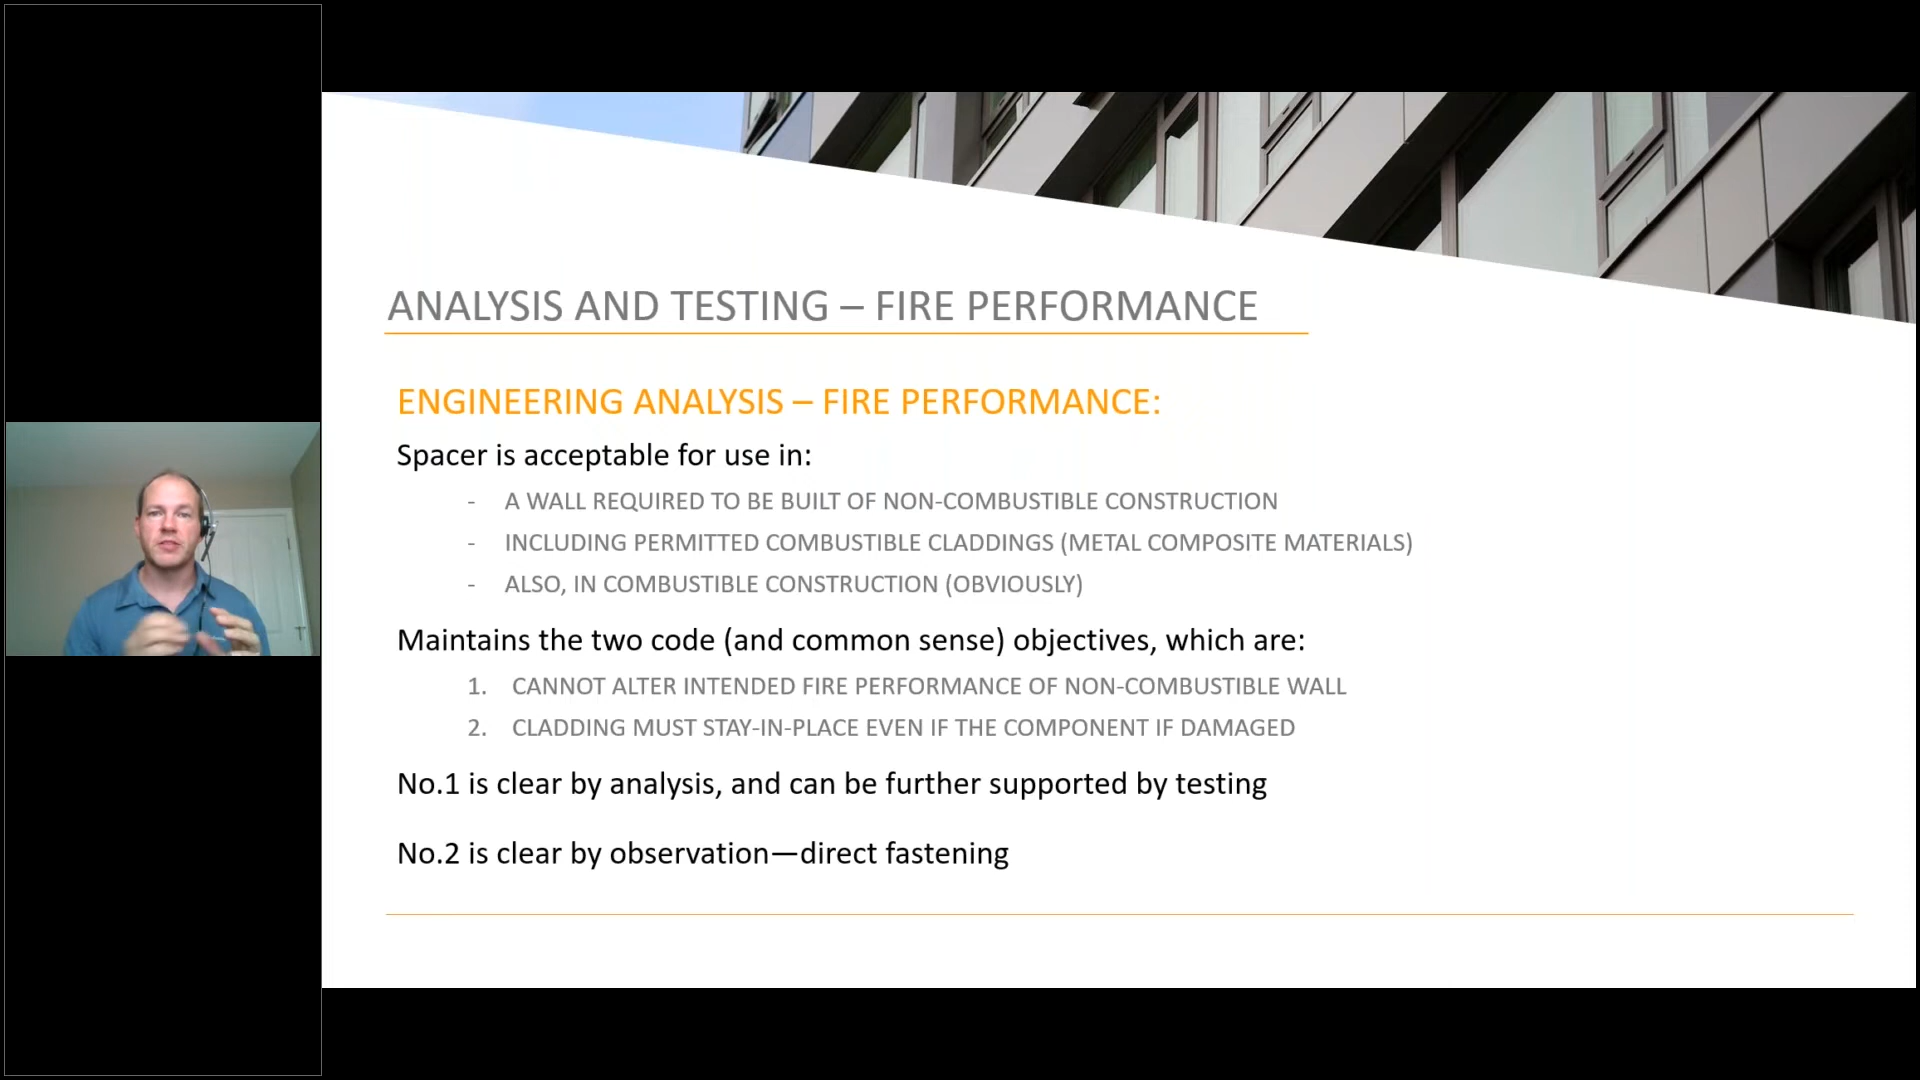 ANALYSIS AND TESTING – FIRE PERFORMANCE
ENGINEERING ANALYSIS – FIRE PERFORMANCE:
Spacer is acceptable for use in:
- A WALL REQUIRED TO BE BUILT OF NON-COMBUSTIBLE CONSTRUCTION
- INCLUDING PERMITTED COMBUSTIBLE CLADDINGS (METAL COMPOSITE MATERIALS)
- ALSO, IN COMBUSTIBLE CONSTRUCTION (OBVIOUSLY)
Maintains the two code (and common sense) objectives, which are:
1. CANNOT ALTER INTENDED FIRE PERFORMANCE OF NON-COMBUSTIBLE WALL
2. CLADDING MUST STAY-IN-PLACE EVEN IF THE COMPONENT IF DAMAGED
No.1 is clear by analysis, and can be further supported by testing
No.2 is clear by observation—direct fastening